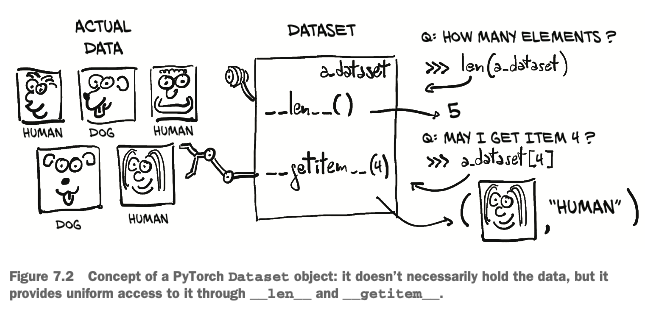 ACTUAL
DATA
HUMAN
DOG
HUMAN
DOG
HUMAN
DATASET
a_dataset
__len__()
__getitem__(4)
Q: HOW MANY ELEMENTS ?
>>> len(a_dataset)
5
Q: MAY I GET ITEM 4 ?
>>> a_dataset[4]
( , "HUMAN" )
Figure 7.2 Concept of a PyTorch Dataset object: it doesn't necessarily hold the data, but it
provides uniform access to it through __len__ and __getitem__.